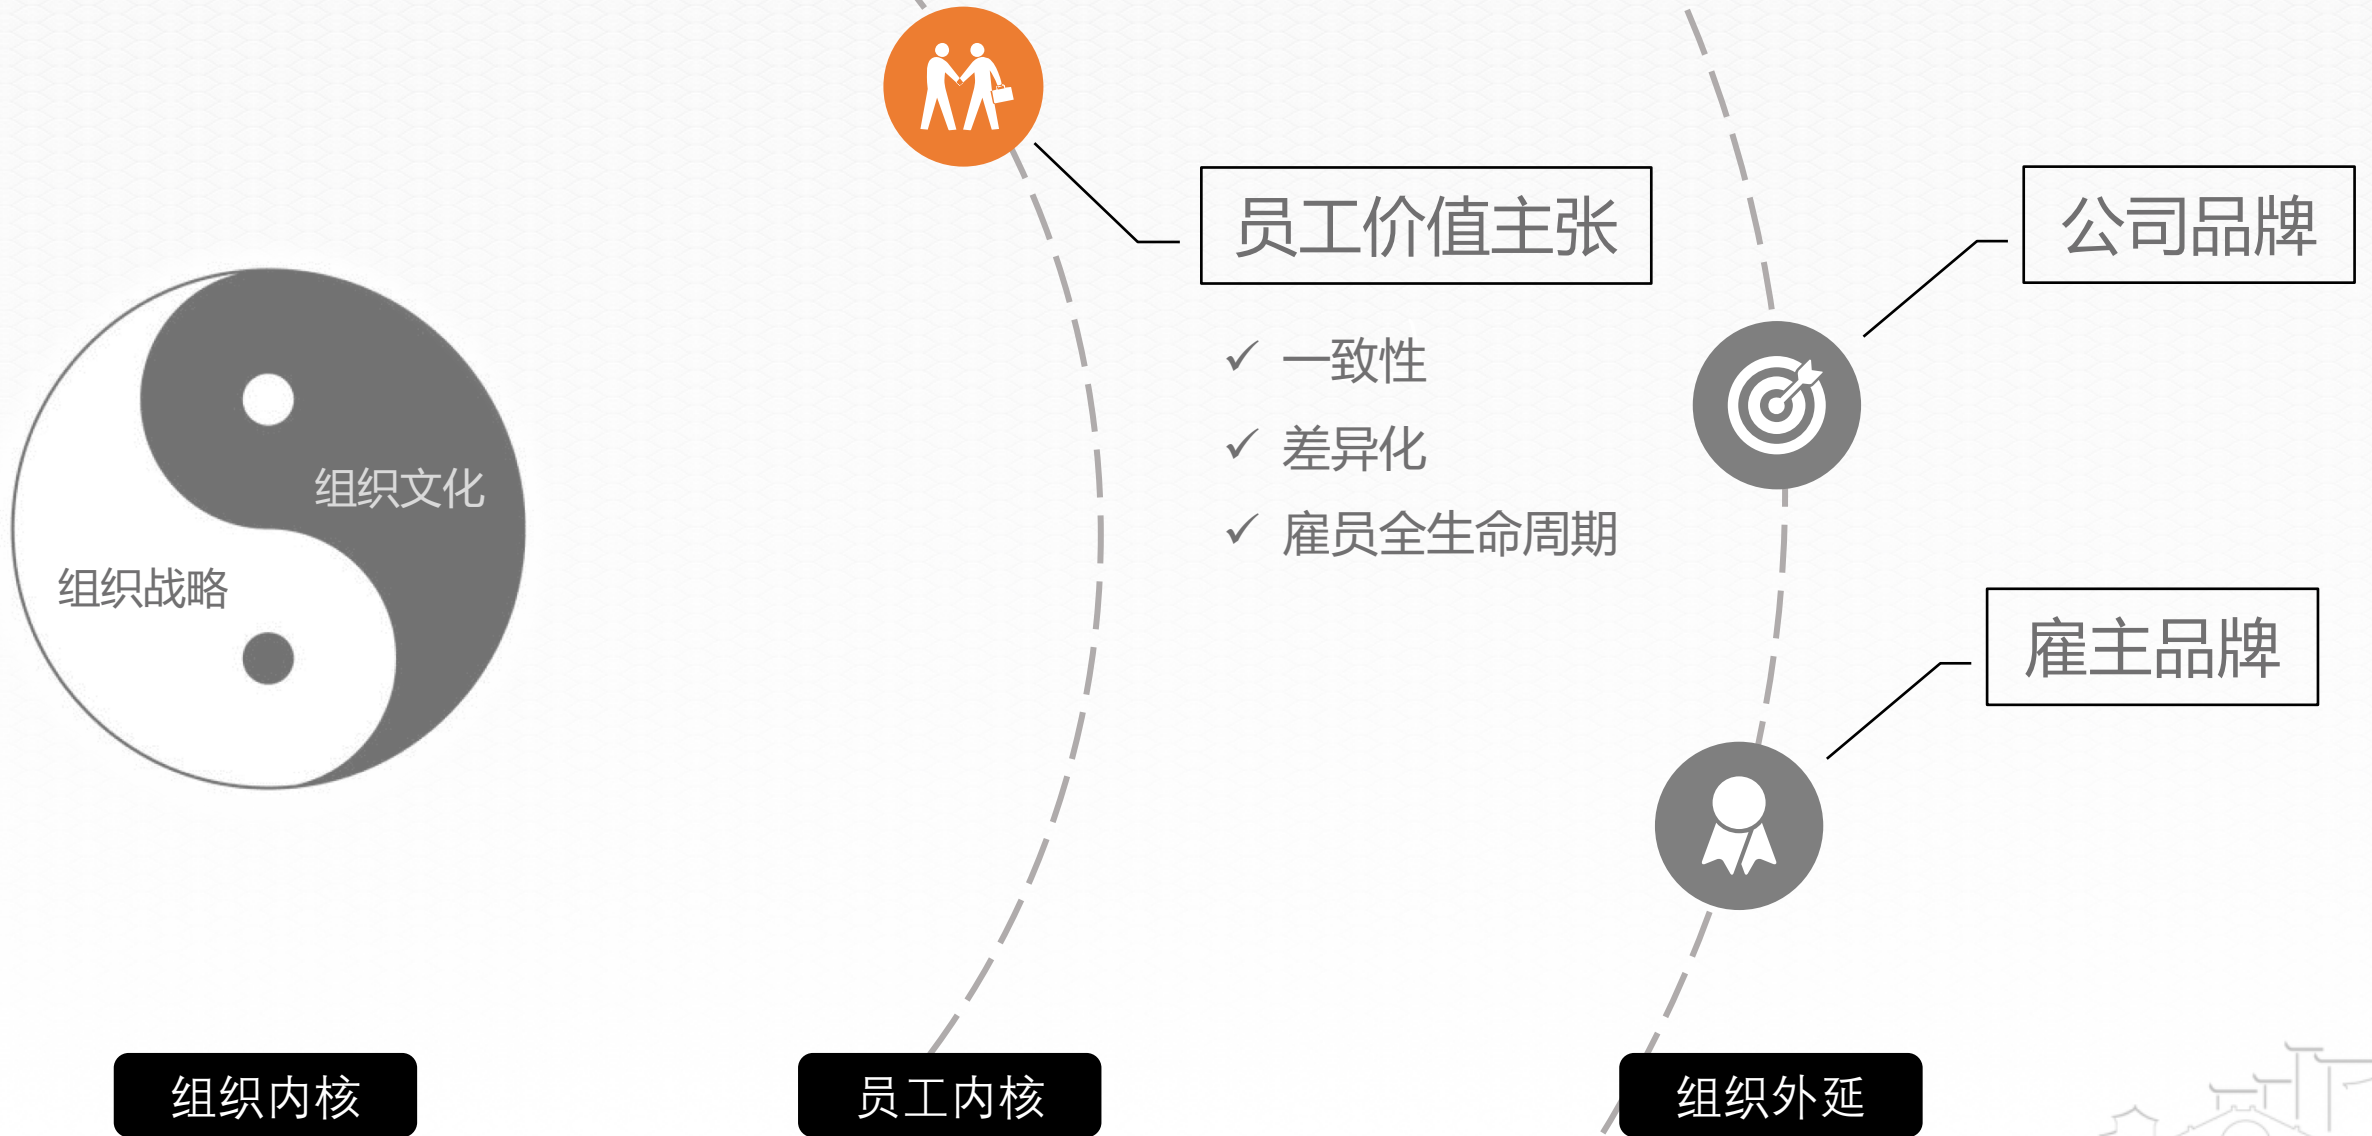 员工价值主张
公司品牌
✓ 一致性
✓ 差异化
✓ 雇员全生命周期
组织文化
组织战略
雇主品牌
组织内核
员工内核
组织外延